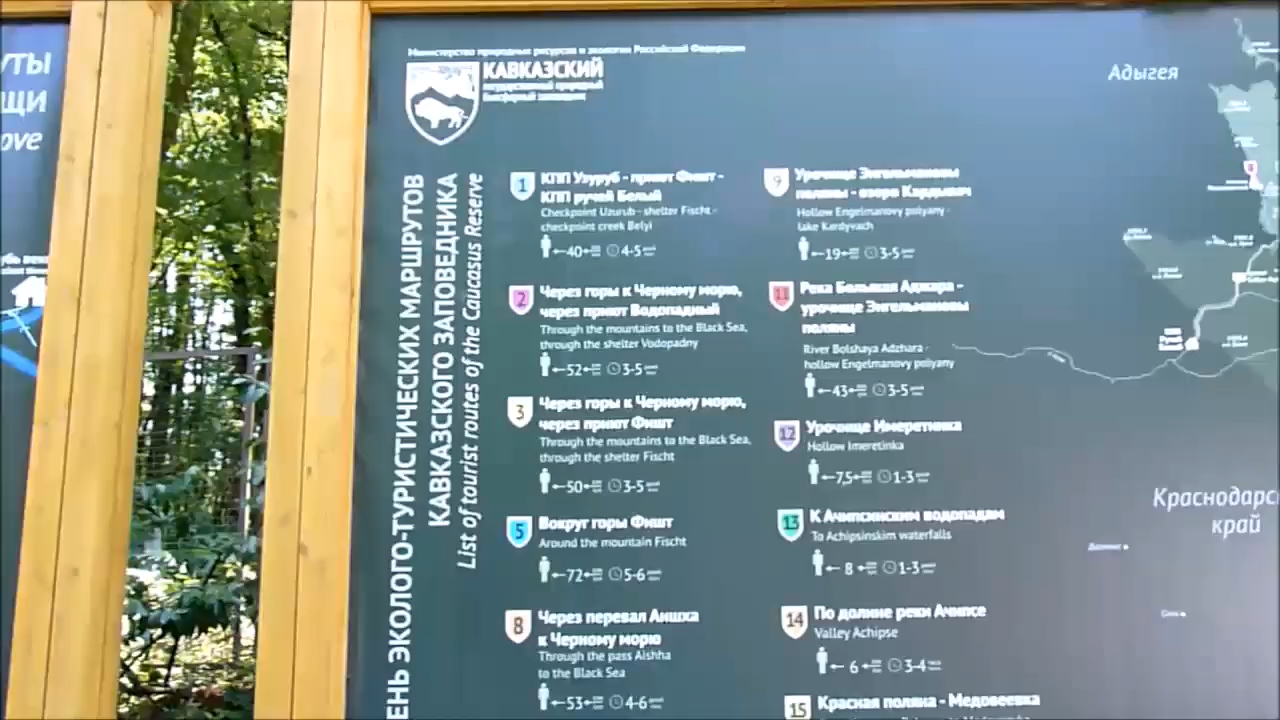 УТЫ
ЩИ
ove
Министерство природных ресурсов и экологии Российской Федерации
КАВКАЗСКИЙ
государственный природный
биосферный заповедник
ЕНЬ ЭКОЛОГО-ТУРИСТИЧЕСКИХ МАРШРУТОВ
КАВКАЗСКОГО ЗАПОВЕДНИКА
List of tourist routes of the Caucasus Reserve
1 КПП Узуруб - приют Фишт -
КПП ручей Белый
Checkpoint Uzurub - shelter Fischt -
checkpoint creek Belyi
40 4-5
2 Через горы к Черному морю,
через приют Водопадный
Through the mountains to the Black Sea,
through the shelter Vodopadny
52 3-5
3 Через горы к Черному морю,
через приют Фишт
Through the mountains to the Black Sea,
through the shelter Fischt
50 3-5
5 Вокруг горы Фишт
Around the mountain Fischt
72 5-6
8 Через перевал Аишха
к Черному морю
Through the pass Aishha
to the Black Sea
53 4-6
9 Урочище Энгельмановы
поляны - озеро Кардывач
Hollow Engelmanovy polyany -
lake Kardyvach
19 3-5
11 Река Большая Аджара -
урочище Энгельмановы
поляны
River Bolshaya Adzhara -
hollow Engelmanovy polyany
43 3-5
12 Урочище Имеретинка
Hollow Imeretinka
7,5 1-3
13 К Ачипсинским водопадам
To Achipsinskim waterfalls
8 1-3
14 По долине реки Ачипсе
Valley Achipse
6 3-4
15 Красная поляна - Медовеевка
Адыгея
Краснодарс
край